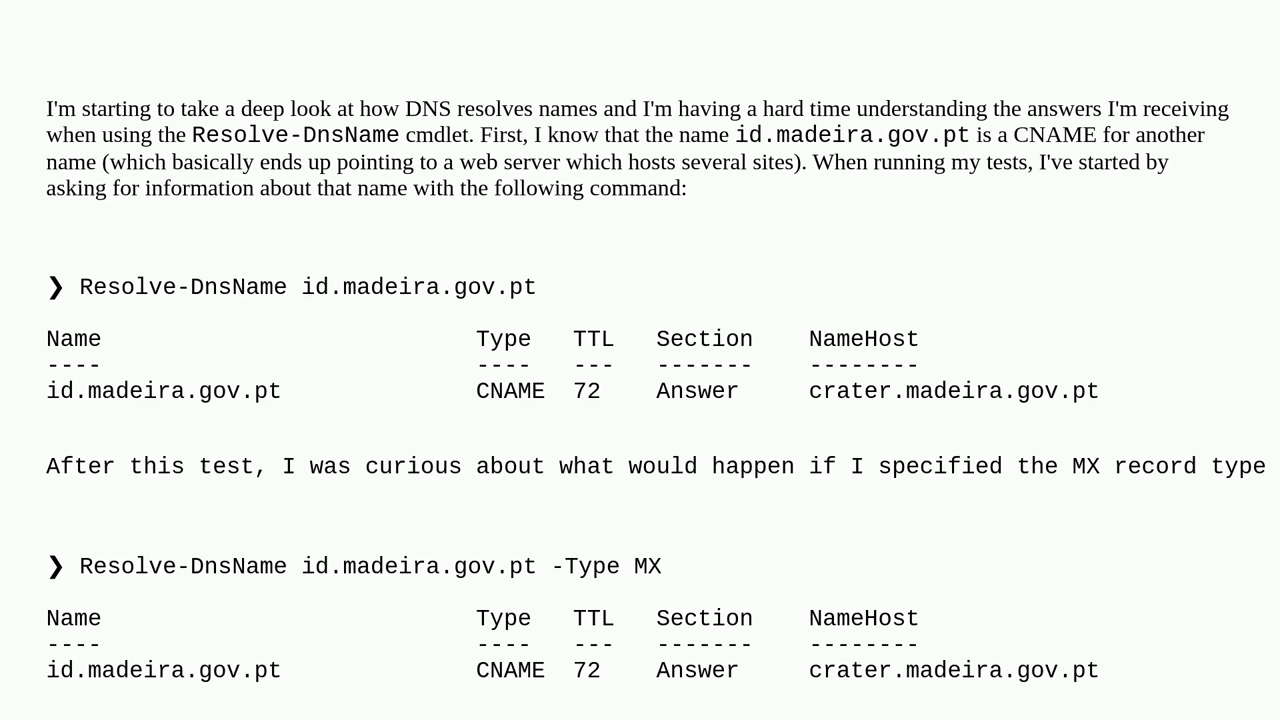 I'm starting to take a deep look at how DNS resolves names and I'm having a hard time understanding the answers I'm receiving
when using the Resolve-DnsName cmdlet. First, I know that the name id.madeira.gov.pt is a CNAME for another
name (which basically ends up pointing to a web server which hosts several sites). When running my tests, I've started by
asking for information about that name with the following command:
❯ Resolve-DnsName id.madeira.gov.pt
Name Type TTL Section NameHost
---- ---- --- ------- --------
id.madeira.gov.pt CNAME 72 Answer crater.madeira.gov.pt
After this test, I was curious about what would happen if I specified the MX record type
❯ Resolve-DnsName id.madeira.gov.pt -Type MX
Name Type TTL Section NameHost
---- ---- --- ------- --------
id.madeira.gov.pt CNAME 72 Answer crater.madeira.gov.pt